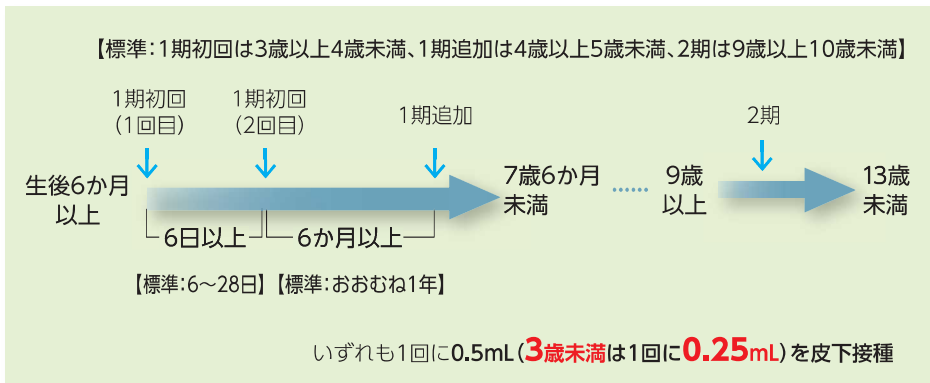 【標準:1期初回は3歳以上4歳未満、1期追加は4歳以上5歳未満、2期は9歳以上10歳未満】
1期初回
(1回目)
1期初回
(2回目)
1期追加
2期
生後6か月
以上
7歳6か月
未満
……
9歳
以上
13歳
未満
6日以上
6か月以上
【標準:6〜28日】
【標準:おおむね1年】
いずれも1回に0.5mL(3歳未満は1回に0.25mL)を皮下接種